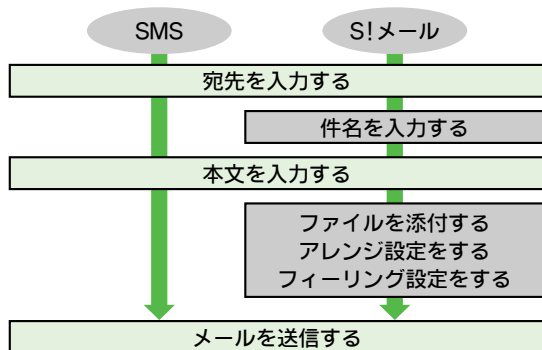 SMS
S!メール
宛先を入力する
件名を入力する
本文を入力する
ファイルを添付する
アレンジ設定をする
フィーリング設定をする
メールを送信する